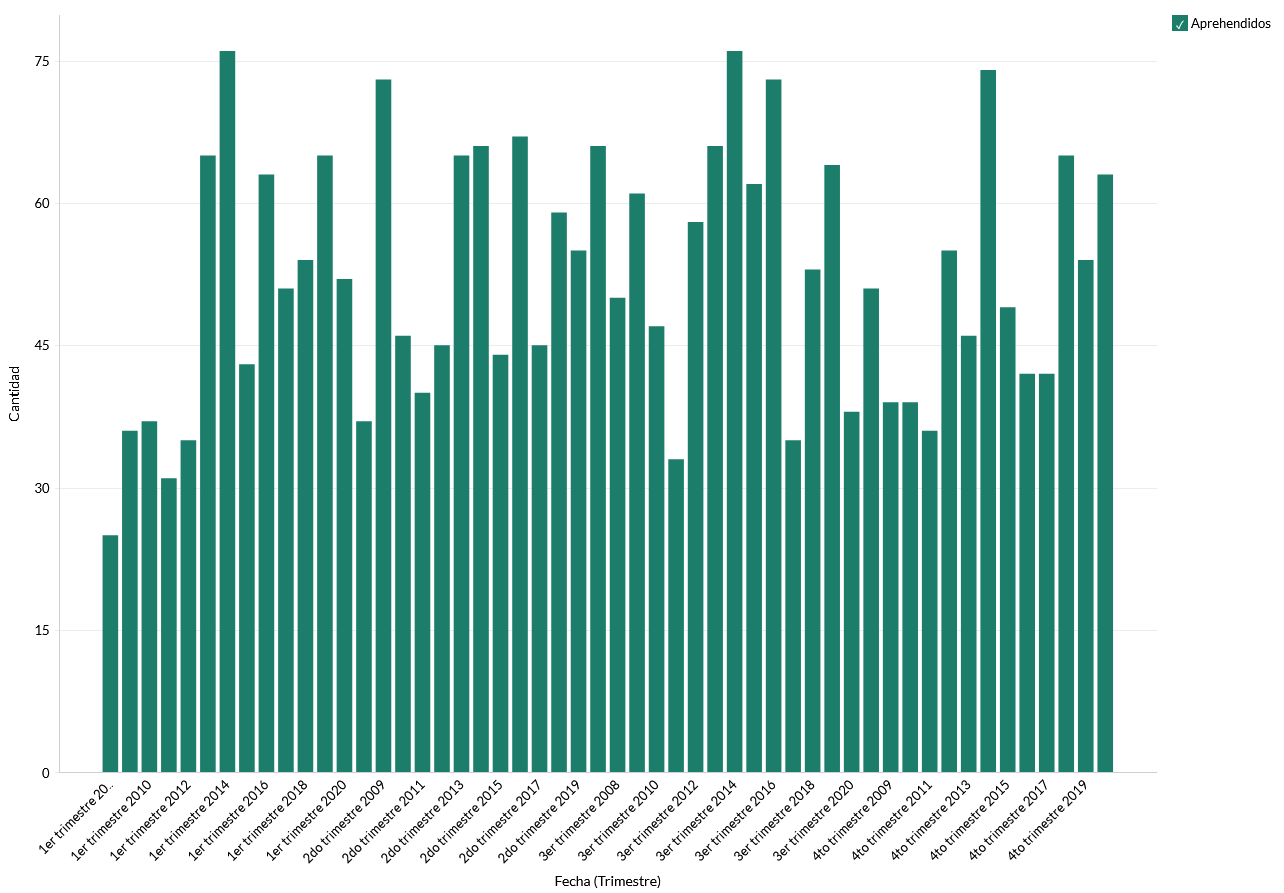 Aprehendidos
75
60
45
30
15
0
Cantidad
1er trimestre 20..
1er trimestre 2010
1er trimestre 2012
1er trimestre 2014
1er trimestre 2016
1er trimestre 2018
1er trimestre 2020
2do trimestre 2009
2do trimestre 2011
2do trimestre 2013
2do trimestre 2015
2do trimestre 2017
2do trimestre 2019
3er trimestre 2008
3er trimestre 2010
3er trimestre 2012
3er trimestre 2014
3er trimestre 2016
3er trimestre 2018
3er trimestre 2020
4to trimestre 2009
4to trimestre 2011
4to trimestre 2013
4to trimestre 2015
4to trimestre 2017
4to trimestre 2019
Fecha (Trimestre)